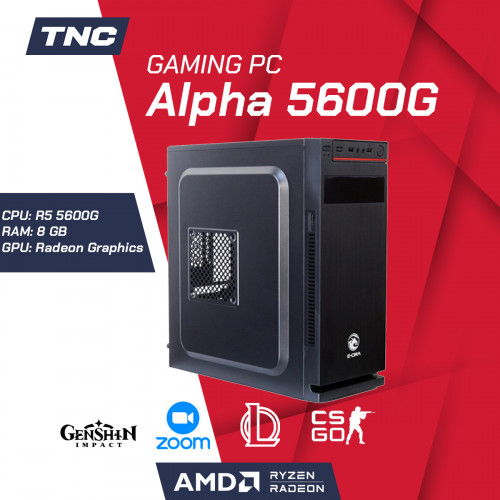 TNC
GAMING PC
Alpha 5600G
CPU: R5 5600G
RAM: 8 GB
GPU: Radeon Graphics
E-DRA
GENSHIN
IMPACT
zoom
CS
GO
AMD RYZEN
RADEON